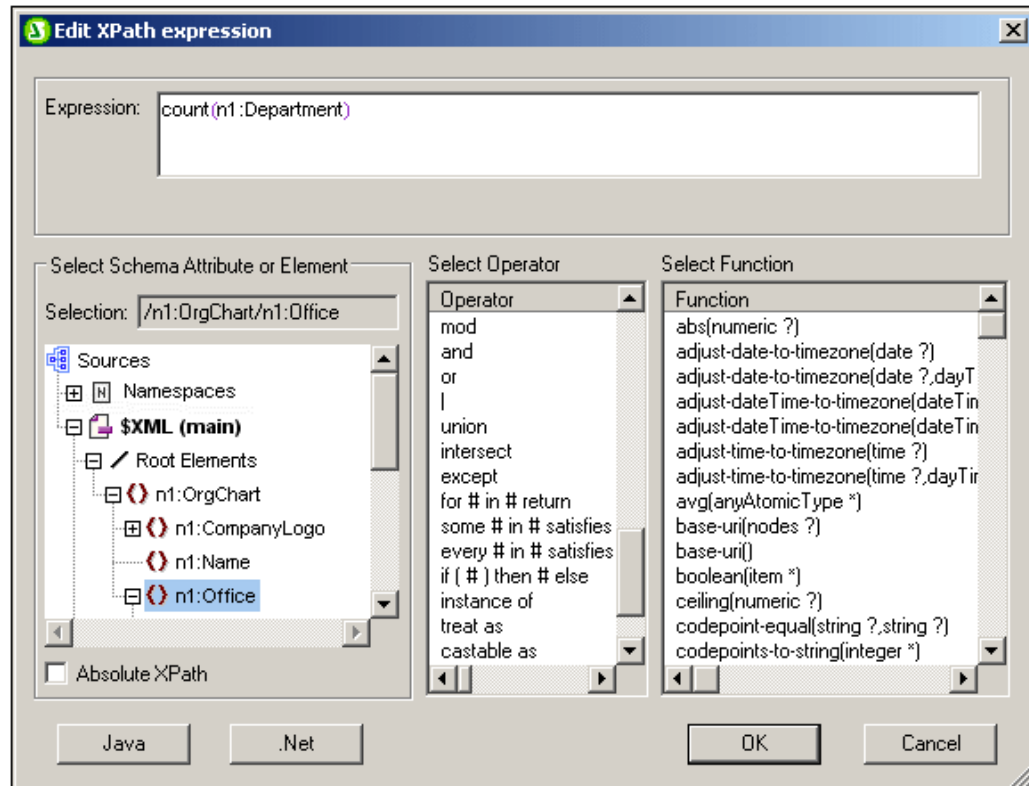 Edit XPath expression
Expression:
count(n1:Department)
Select Schema Attribute or Element
Selection: /n1:OrgChart/n1:Office
Sources
Namespaces
$XML (main)
Root Elements
n1:OrgChart
n1:CompanyLogo
n1:Name
n1:Office
Absolute XPath
Select Operator
Operator
mod
and
or
|
union
intersect
except
for # in # return
some # in # satisfies
every # in # satisfies
if ( # ) then # else
instance of
treat as
castable as
Select Function
Function
abs(numeric ?)
adjust-date-to-timezone(date ?)
adjust-date-to-timezone(date ?,dayT
adjust-dateTime-to-timezone(dateTin
adjust-dateTime-to-timezone(dateTin
adjust-time-to-timezone(time ?)
adjust-time-to-timezone(time ?,dayTir
avg(anyAtomicType *)
base-uri(nodes ?)
base-uri()
boolean(item *)
ceiling(numeric ?)
codepoint-equal(string ?,string ?)
codepoints-to-string(integer *)
Java
.Net
OK
Cancel